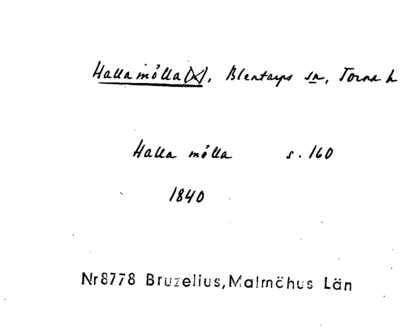 Hallamölla(X), Blentarps sn, Torna h
Halla mölla s. 160
1840
Nr8778 Bruzelius,Malmöhus Län